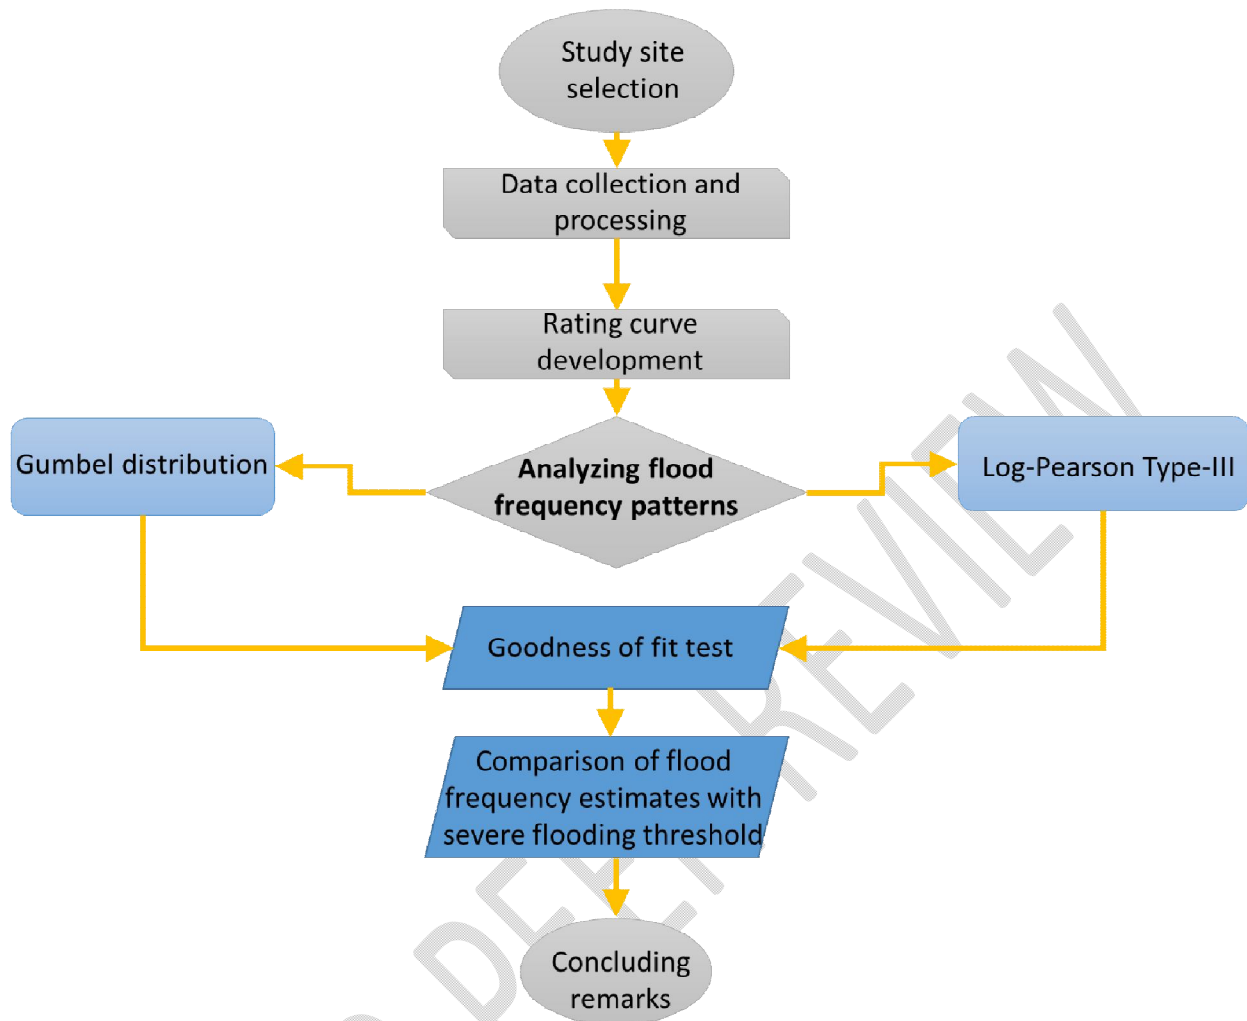 Study site
selection
Data collection and
processing
Rating curve
development
Analyzing flood
frequency patterns
Gumbel distribution
Log-Pearson Type-III
Goodness of fit test
Comparison of flood
frequency estimates with
severe flooding threshold
Concluding
remarks
REVIEW